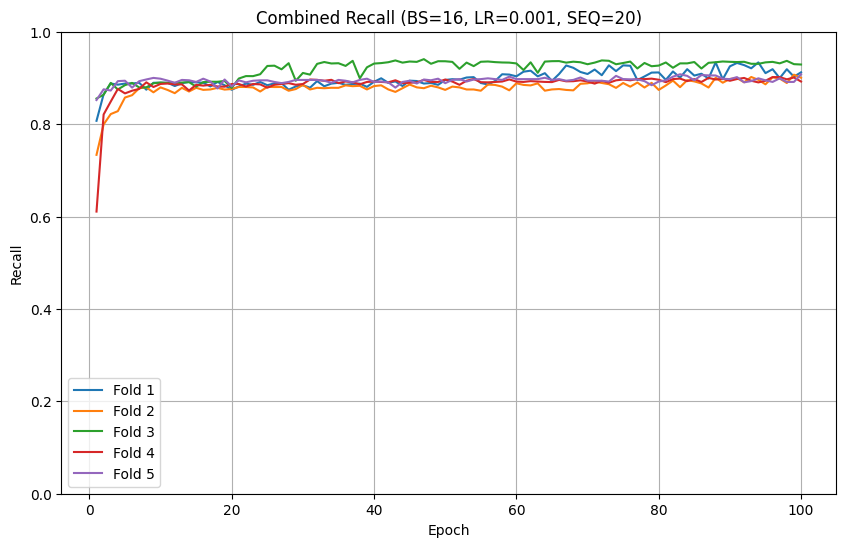 Combined Recall (BS=16, LR=0.001, SEQ=20)
1.0
0.8
0.6
0.4
0.2
0.0
Recall
Fold 1
Fold 2
Fold 3
Fold 4
Fold 5
0 20 40 60 80 100
Epoch